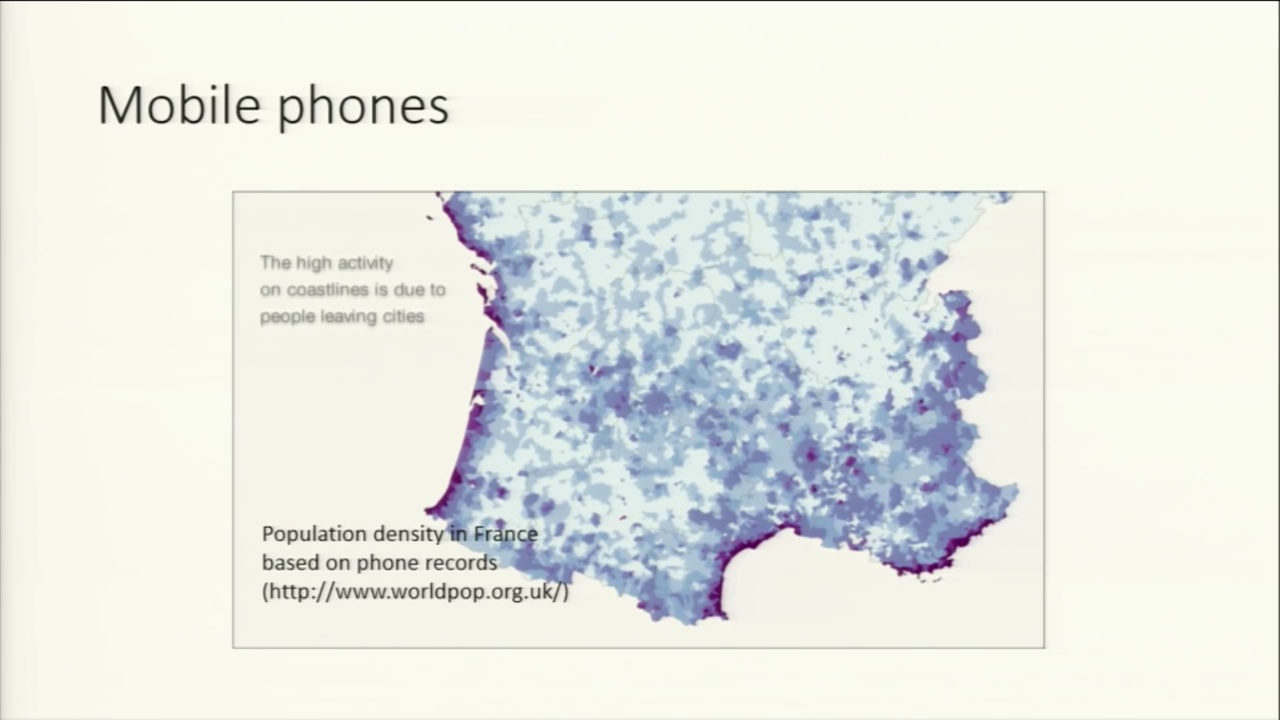 Mobile phones
The high activity
on coastlines is due to
people leaving cities
Population density in France
based on phone records
(http://www.worldpop.org.uk/)